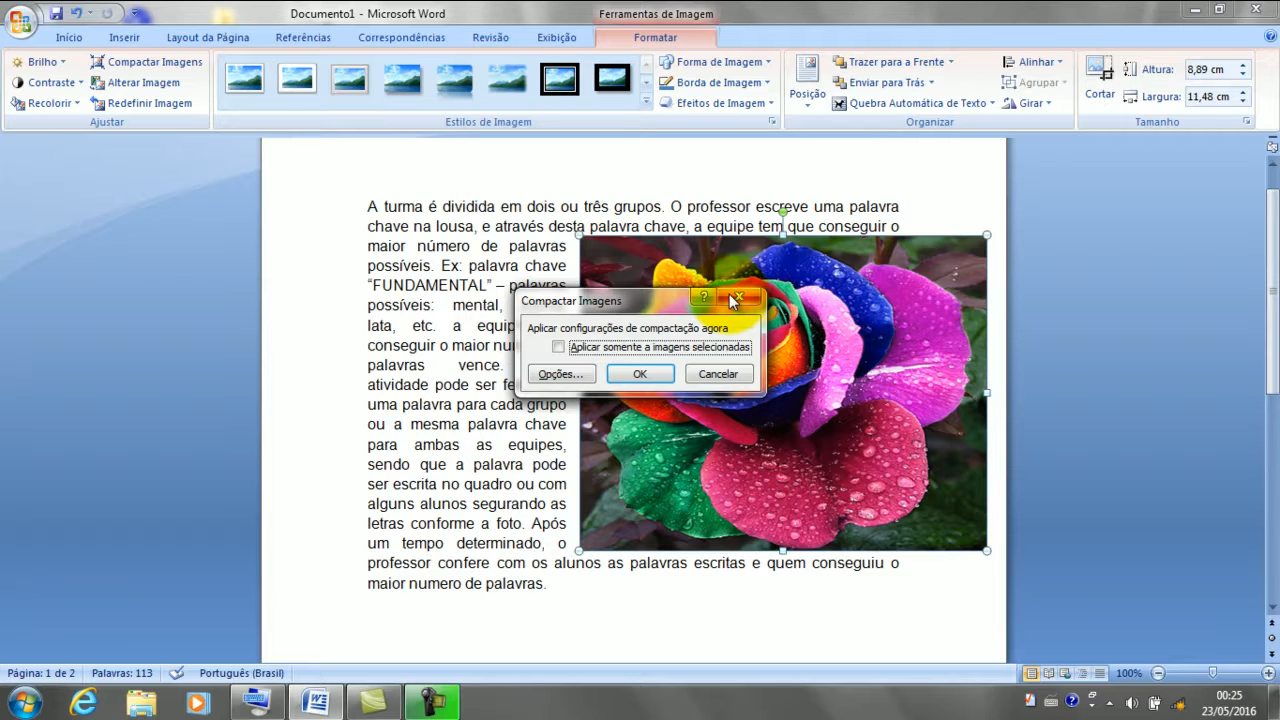 Documento1 - Microsoft Word
Ferramentas de Imagem
Início Inserir Layout da Página Referências Correspondências Revisão Exibição Formatar
Brilho Compactar Imagens Forma de Imagem Trazer para a Frente Alinhar Altura: 8,89 cm
Contraste Alterar Imagem Borda de Imagem Posição Enviar para Trás Agrupar Cortar Largura: 11,48 cm
Recolorir Redefinir Imagem Efeitos de Imagem Quebra Automática de Texto Girar
Ajustar Estilos de Imagem Organizar Tamanho
A turma é dividida em dois ou três grupos. O professor escreve uma palavra
chave na lousa, e através desta palavra chave, a equipe tem que conseguir o
maior número de palavras
possíveis. Ex: palavra chave
“FUNDAMENTAL” – palavras
possíveis: mental,
lata, etc. a
conseguir o maior
palavras vence.
atividade pode ser
uma palavra para cada grupo
ou a mesma palavra chave
para ambas as equipes,
sendo que a palavra pode
ser escrita no quadro ou com
alguns alunos segurando as
letras conforme a foto. Após
um tempo determinado, o
professor confere com os alunos as palavras escritas e quem conseguiu o
maior numero de palavras.
Compactar Imagens
?
Aplicar configurações de compactação agora
Aplicar somente a imagens selecionadas
Opções... OK Cancelar
Página: 1 de 2 Palavras: 113 Português (Brasil) 100%
00:25
23/05/2016